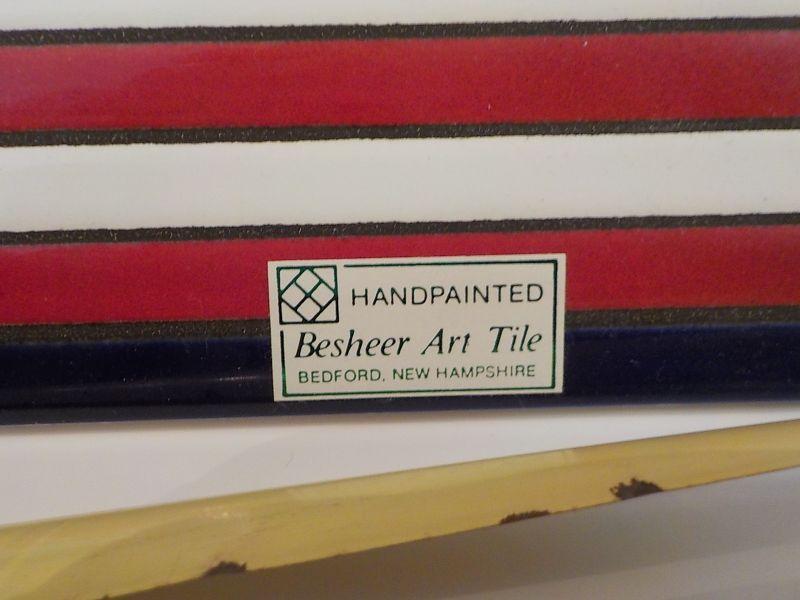 HANDPAINTED
Besheer Art Tile
BEDFORD, NEW HAMPSHIRE